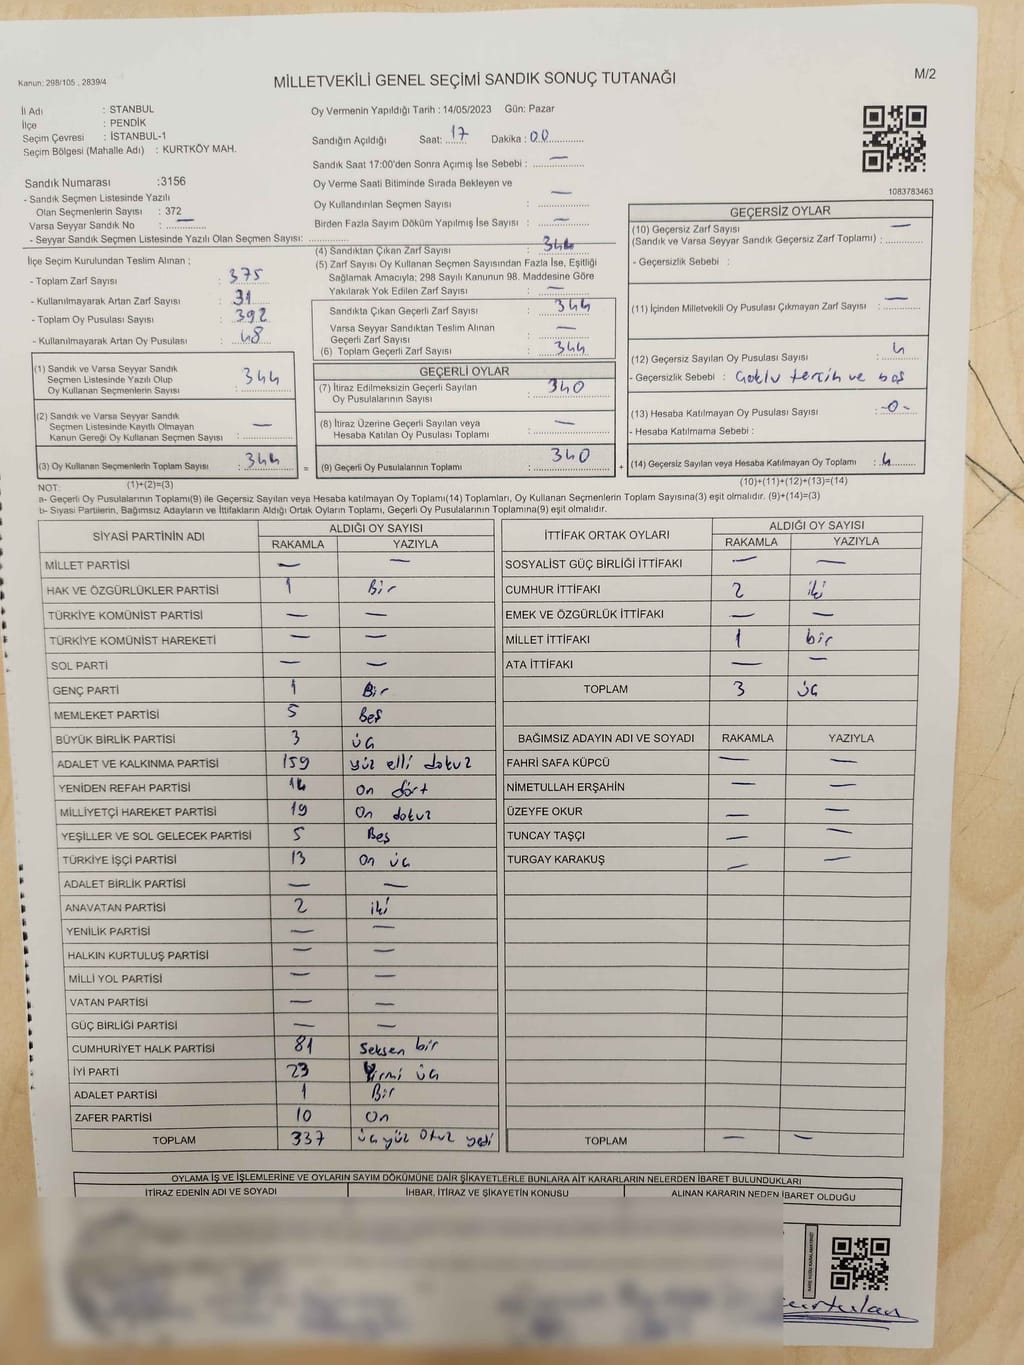 Kanun: 298/105 , 2839/4
MİLLETVEKİLİ GENEL SEÇİMİ SANDIK SONUÇ TUTANAĞI
M/2
İl Adı : STANBUL
İlçe : PENDİK
Seçim Çevresi : İSTANBUL-1
Seçim Bölgesi (Mahalle Adı) : KURTKÖY MAH.
Oy Vermenin Yapıldığı Tarih : 14/05/2023 Gün: Pazar
Sandığın Açıldığı Saat: 17 Dakika : 00
Sandık Saat 17:00'den Sonra Açımış İse Sebebi : —
Oy Verme Saati Bitiminde Sırada Bekleyen ve
Oy Kullandırılan Seçmen Sayısı : —
Birden Fazla Sayım Döküm Yapılmış İse Sayısı : —
1083783463
Sandık Numarası :3156
- Sandık Seçmen Listesinde Yazılı
Olan Seçmenlerin Sayısı : 372
Varsa Seyyar Sandık No : —
- Seyyar Sandık Seçmen Listesinde Yazılı Olan Seçmen Sayısı:
İlçe Seçim Kurulundan Teslim Alınan ;
- Toplam Zarf Sayısı : 375
- Kullanılmayarak Artan Zarf Sayısı : 31
- Toplam Oy Pusulası Sayısı : 392
- Kullanılmayarak Artan Oy Pusulası : 48
(1) Sandık ve Varsa Seyyar Sandık
Seçmen Listesinde Yazılı Olup
Oy Kullanan Seçmenlerin Sayısı : 344
(2) Sandık ve Varsa Seyyar Sandık
Seçmen Listesinde Kayıtlı Olmayan
Kanun Gereği Oy Kullanan Seçmen Sayısı : —
(3) Oy Kullanan Seçmenlerin Toplam Sayısı : 344
(1)+(2)=(3)
(4) Sandıktan Çıkan Zarf Sayısı : 344
(5) Zarf Sayısı Oy Kullanan Seçmen Sayısından Fazla İse, Eşitliği
Sağlamak Amacıyla; 298 Sayılı Kanunun 98. Maddesine Göre
Yakılarak Yok Edilen Zarf Sayısı : —
Sandıkta Çıkan Geçerli Zarf Sayısı : 344
Varsa Seyyar Sandıktan Teslim Alınan
Geçerli Zarf Sayısı : —
(6) Toplam Geçerli Zarf Sayısı : 344
GEÇERLİ OYLAR
(7) İtiraz Edilmeksizin Geçerli Sayılan
Oy Pusulalarının Sayısı : 340
(8) İtiraz Üzerine Geçerli Sayılan veya
Hesaba Katılan Oy Pusulası Toplamı : —
= (9) Geçerli Oy Pusulalarının Toplamı : 340 +
GEÇERSİZ OYLAR
(10) Geçersiz Zarf Sayısı —
(Sandık ve Varsa Seyyar Sandık Geçersiz Zarf Toplamı) :
- Geçersizlik Sebebi :
(11) İçinden Milletvekili Oy Pusulası Çıkmayan Zarf Sayısı : —
(12) Geçersiz Sayılan Oy Pusulası Sayısı : 4
- Geçersizlik Sebebi : Çoklu tercih ve boş
(13) Hesaba Katılmayan Oy Pusulası Sayısı : -0-
- Hesaba Katılmama Sebebi :
(14) Geçersiz Sayılan veya Hesaba Katılmayan Oy Toplamı : 4
(10)+(11)+(12)+(13)=(14)
NOT:
a- Geçerli Oy Pusulalarının Toplamı(9) ile Geçersiz Sayılan veya Hesaba katılmayan Oy Toplamı(14) Toplamları, Oy Kullanan Seçmenlerin Toplam Sayısına(3) eşit olmalıdır. (9)+(14)=(3)
b- Siyasi Partilerin, Bağımsız Adayların ve İttifakların Aldığı Ortak Oyların Toplamı, Geçerli Oy Pusulalarının Toplamına(9) eşit olmalıdır.
SİYASİ PARTİNİN ADI ALDIĞI OY SAYISI
RAKAMLA YAZIYLA
MİLLET PARTİSİ — —
HAK VE ÖZGÜRLÜKLER PARTİSİ 1 Bir
TÜRKİYE KOMÜNİST PARTİSİ — —
TÜRKİYE KOMÜNİST HAREKETİ — —
SOL PARTİ — —
GENÇ PARTİ 1 Bir
MEMLEKET PARTİSİ 5 Beş
BÜYÜK BİRLİK PARTİSİ 3 üç
ADALET VE KALKINMA PARTİSİ 159 yüz elli dokuz
YENİDEN REFAH PARTİSİ 14 On dört
MİLLİYETÇİ HAREKET PARTİSİ 19 On dokuz
YEŞİLLER VE SOL GELECEK PARTİSİ 5 Beş
TÜRKİYE İŞÇİ PARTİSİ 13 On üç
ADALET BİRLİK PARTİSİ — —
ANAVATAN PARTİSİ 2 iki
YENİLİK PARTİSİ — —
HALKIN KURTULUŞ PARTİSİ — —
MİLLİ YOL PARTİSİ — —
VATAN PARTİSİ — —
GÜÇ BİRLİĞİ PARTİSİ — —
CUMHURİYET HALK PARTİSİ 81 Seksen bir
İYİ PARTİ 23 Yirmi üç
ADALET PARTİSİ 1 Bir
ZAFER PARTİSİ 10 On
TOPLAM 337 üç yüz Otuz yedi
İTTİFAK ORTAK OYLARI ALDIĞI OY SAYISI
RAKAMLA YAZIYLA
SOSYALİST GÜÇ BİRLİĞİ İTTİFAKI — —
CUMHUR İTTİFAKI 2 iki
EMEK VE ÖZGÜRLÜK İTTİFAKI — —
MİLLET İTTİFAKI 1 bir
ATA İTTİFAKI — —
TOPLAM 3 üç
BAĞIMSIZ ADAYIN ADI VE SOYADI RAKAMLA YAZIYLA
FAHRİ SAFA KÜPCÜ — —
NİMETULLAH ERŞAHİN — —
ÜZEYFE OKUR — —
TUNCAY TAŞÇI — —
TURGAY KARAKUŞ — —
TOPLAM — —
OYLAMA İŞ VE İŞLEMLERİNE VE OYLARIN SAYIM DÖKÜMÜNE DAİR ŞİKAYETLERLE BUNLARA AİT KARARLARIN NELERDEN İBARET BULUNDUKLARI
İTİRAZ EDENİN ADI VE SOYADI İHBAR, İTİRAZ VE ŞİKAYETİN KONUSU ALINAN KARARIN NEDEN İBARET OLDUĞU